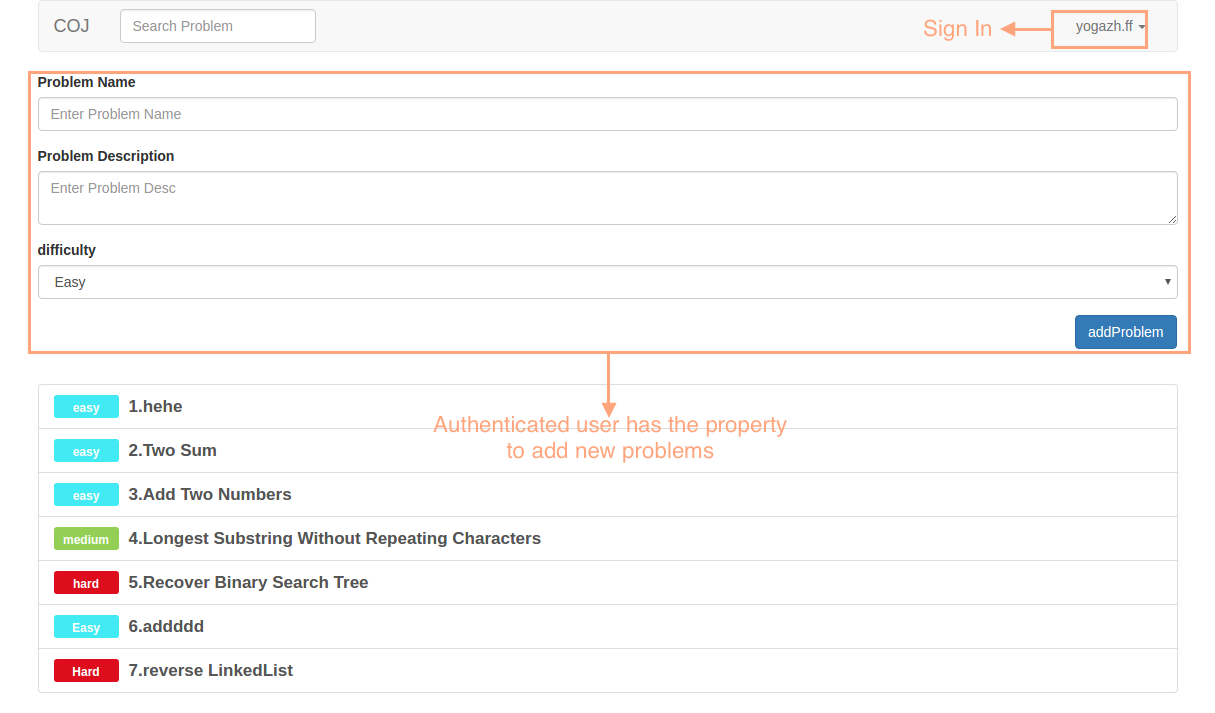 COJ Search Problem Sign In yogazh.ff
Problem Name
Enter Problem Name
Problem Description
Enter Problem Desc
difficulty
Easy
addProblem
easy 1.hehe
Authenticated user has the property
to add new problems
easy 2.Two Sum
easy 3.Add Two Numbers
medium 4.Longest Substring Without Repeating Characters
hard 5.Recover Binary Search Tree
Easy 6.addddd
Hard 7.reverse LinkedList